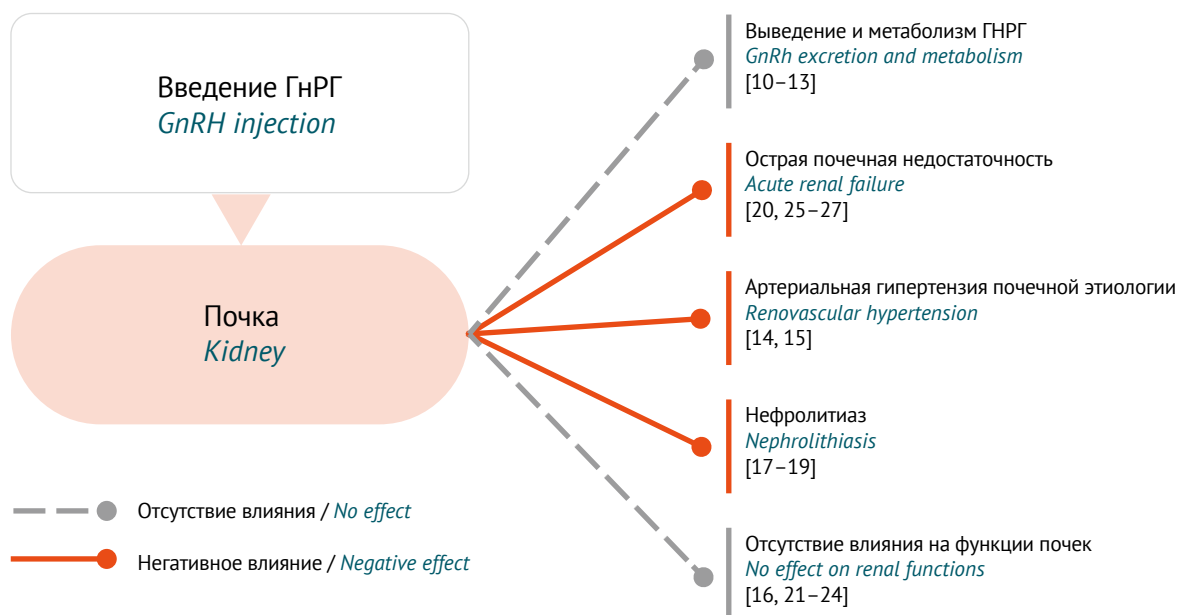 Введение ГнРГ
GnRH injection
Почка
Kidney
Выведение и метаболизм ГНРГ
GnRh excretion and metabolism
[10–13]
Острая почечная недостаточность
Acute renal failure
[20, 25–27]
Артериальная гипертензия почечной этиологии
Renovascular hypertension
[14, 15]
Нефролитиаз
Nephrolithiasis
[17–19]
Отсутствие влияния на функции почек
No effect on renal functions
[16, 21–24]
Отсутствие влияния / No effect
Негативное влияние / Negative effect